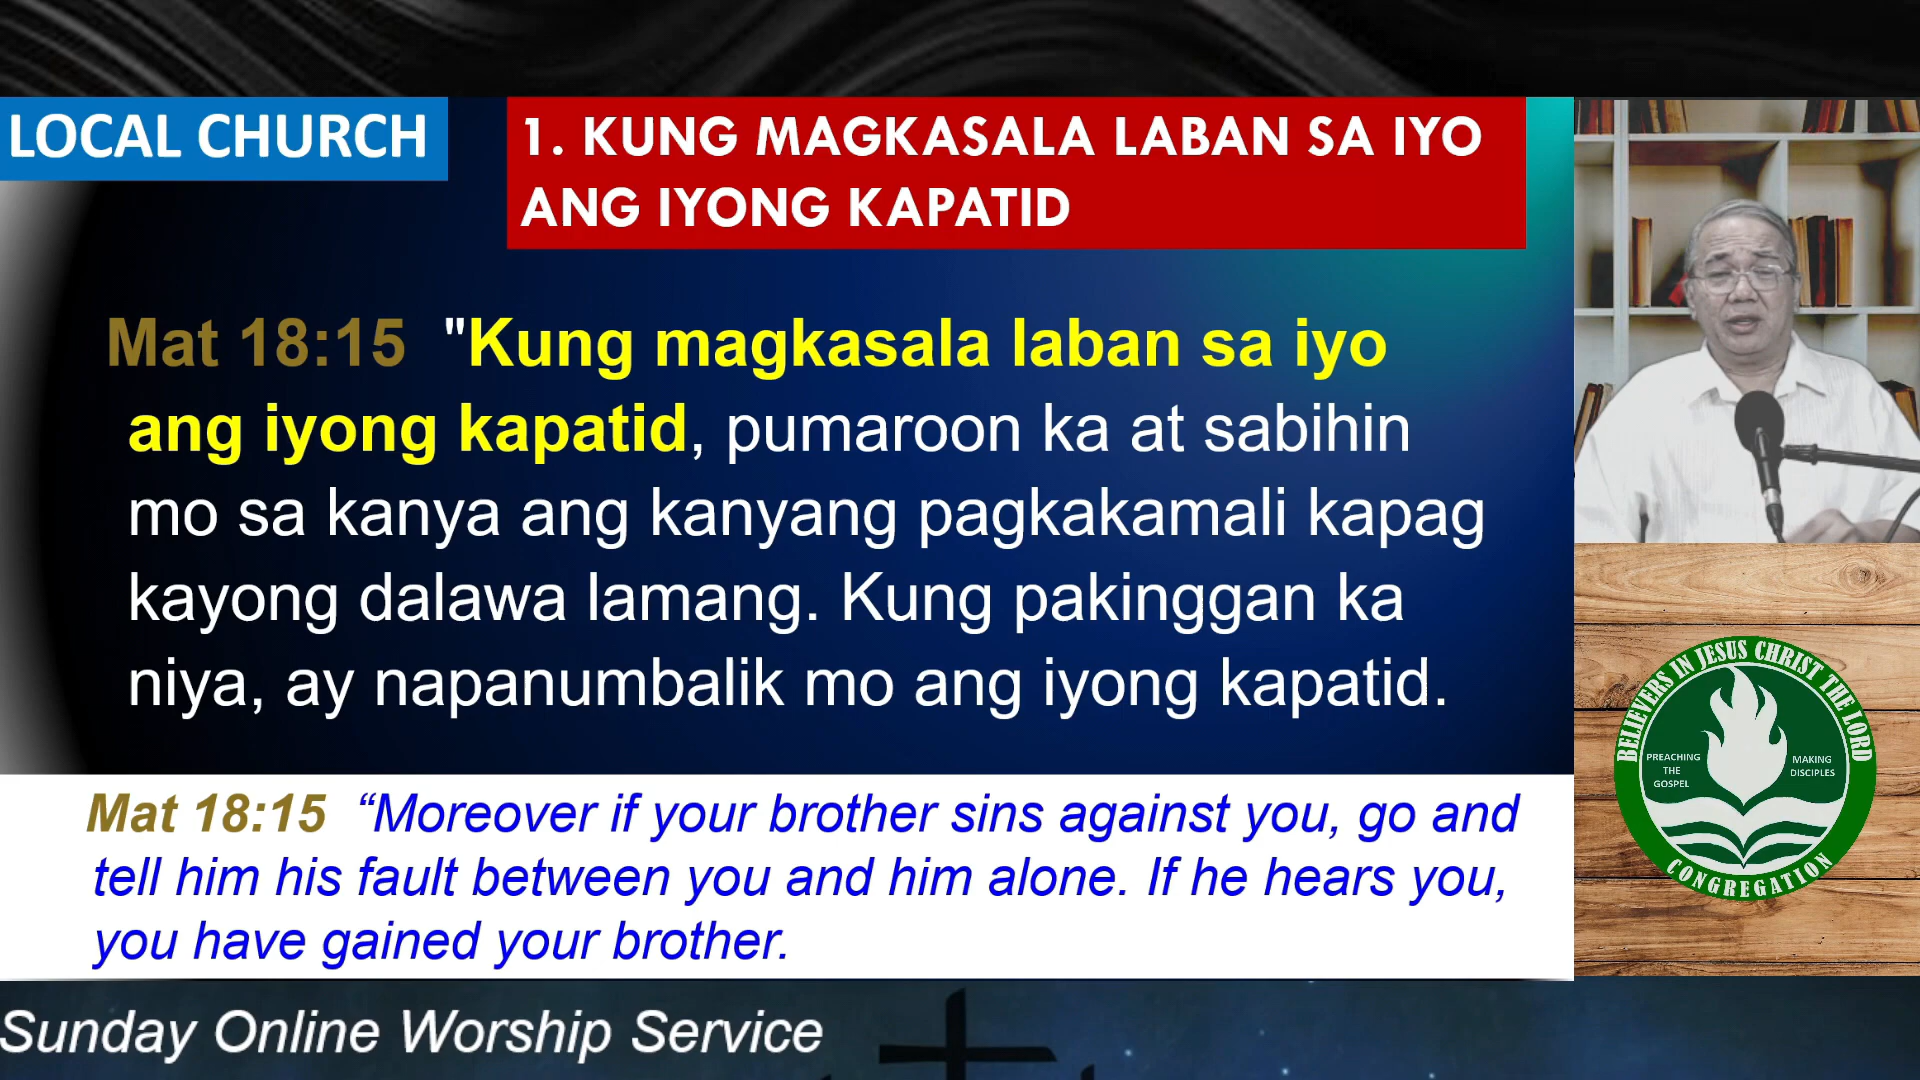 LOCAL CHURCH
1. KUNG MAGKASALA LABAN SA IYO
ANG IYONG KAPATID
Mat 18:15 "Kung magkasala laban sa iyo
ang iyong kapatid, pumaroon ka at sabihin
mo sa kanya ang kanyang pagkakamali kapag
kayong dalawa lamang. Kung pakinggan ka
niya, ay napanumbalik mo ang iyong kapatid.
Mat 18:15 “Moreover if your brother sins against you, go and
tell him his fault between you and him alone. If he hears you,
you have gained your brother.
BELIEVERS IN JESUS CHRIST THE LORD
PREACHING
THE
GOSPEL
MAKING
DISCIPLES
CONGREGATION
Sunday Online Worship Service